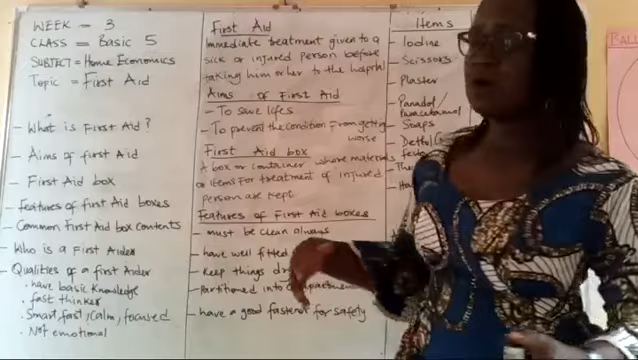 WEEK = 3
CLASS = Basic 5
SUBJECT = Home Economics
Topic = First Aid
- What is First Aid?
- Aims of first Aid
- First Aid box
- Features of first Aid boxes
- Common First Aid box contents
- Who is a First Aider
- Qualities of a first Aider
• have basic knowledge
• fast thinker
• Smart, fast, calm, focused
• Not emotional
First Aid
Immediate treatment given to a
sick or injured person before
taking him or her to the hospital
Aims of First Aid
- To save lifes
- To prevent the condition from getting
worse
First Aid box
A box or container where materials
or items for treatment of injured
person are kept
Features of First Aid boxes
- must be clean always
- have well fitted
- Keep things
- Partitioned into
- have a good fastener for safety
Items
- Iodine
- Scissors
- Plaster
- Panadol/
Paracetamol
- Soaps
- Dettol